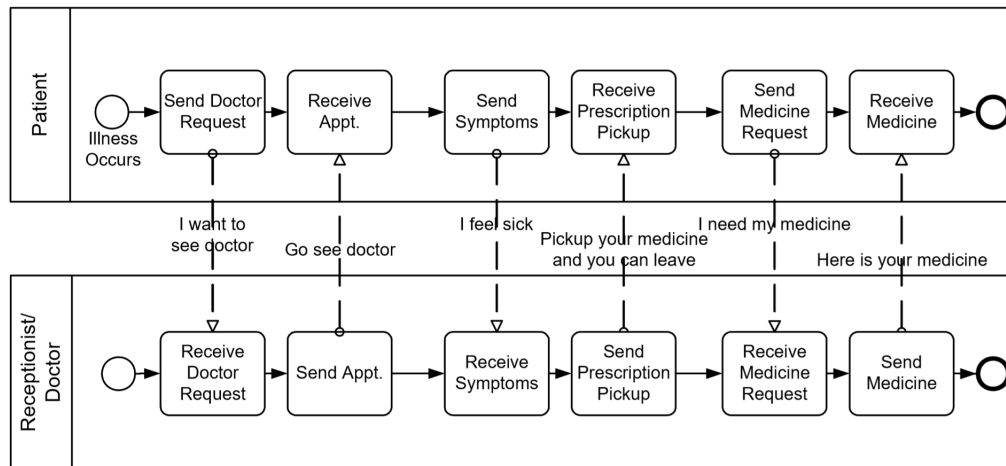 Patient
Illness
Occurs
Send Doctor
Request
Receive
Appt.
Send
Symptoms
Receive
Prescription
Pickup
Send
Medicine
Request
Receive
Medicine
I want to
see doctor
Go see doctor
I feel sick
Pickup your medicine
and you can leave
I need my medicine
Here is your medicine
Receptionist/
Doctor
Receive
Doctor
Request
Send Appt.
Receive
Symptoms
Send
Prescription
Pickup
Receive
Medicine
Request
Send
Medicine